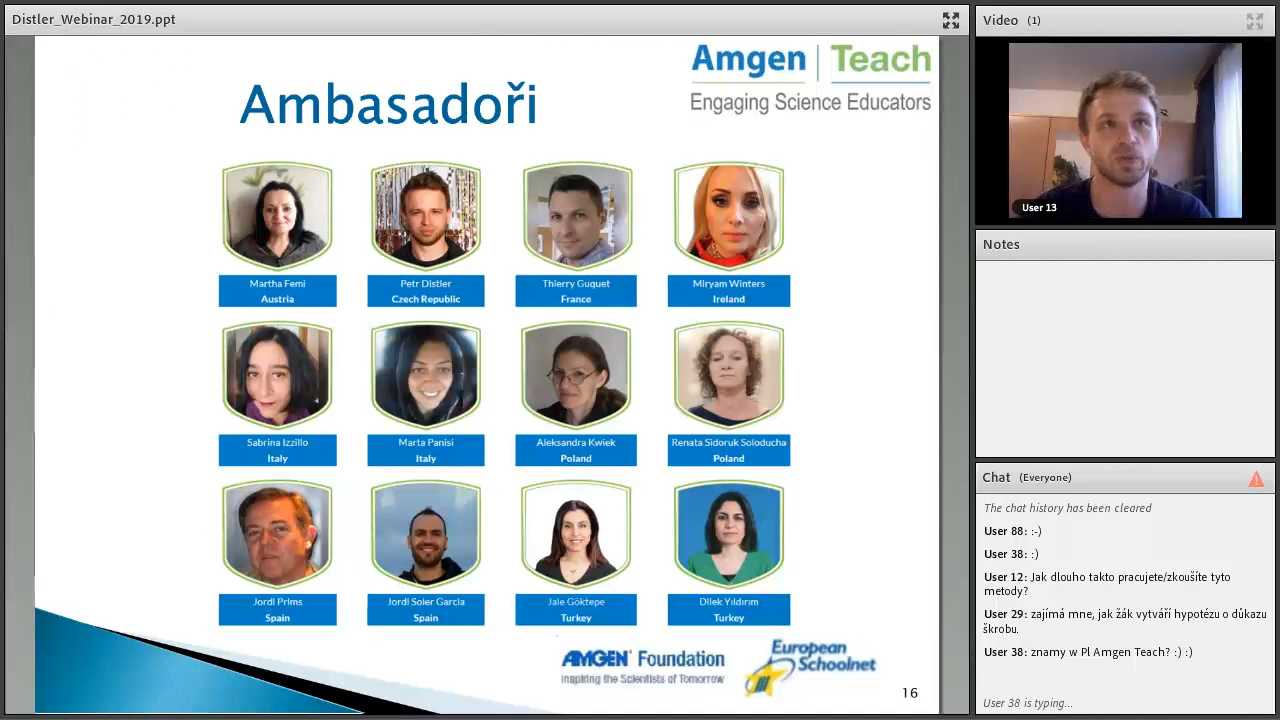 Distler_Webinar_2019.ppt
Amgen Teach
Engaging Science Educators
Ambasadoři
Martha Femi
Austria
Petr Distler
Czech Republic
Thierry Guguet
France
Miryam Winters
Ireland
Sabrina Izzillo
Italy
Marta Panisi
Italy
Aleksandra Kwiek
Poland
Renata Sidoruk Soloducha
Poland
Jordi Prims
Spain
Jordi Soler Garcia
Spain
Jale Göktepe
Turkey
Dilek Yıldırım
Turkey
AMGEN Foundation
Inspiring the Scientists of Tomorrow
European
Schoolnet
16
Video (1)
User 13
Notes
Chat (Everyone)
The chat history has been cleared
User 88: :-)
User 38: :)
User 12: Jak dlouho takto pracujete/zkoušíte tyto
metody?
User 29: zajímá mne, jak žák vytváří hypotézu o důkazu
škrobu.
User 38: znamy w Pl Amgen Teach? :) :)
User 38 is typing...